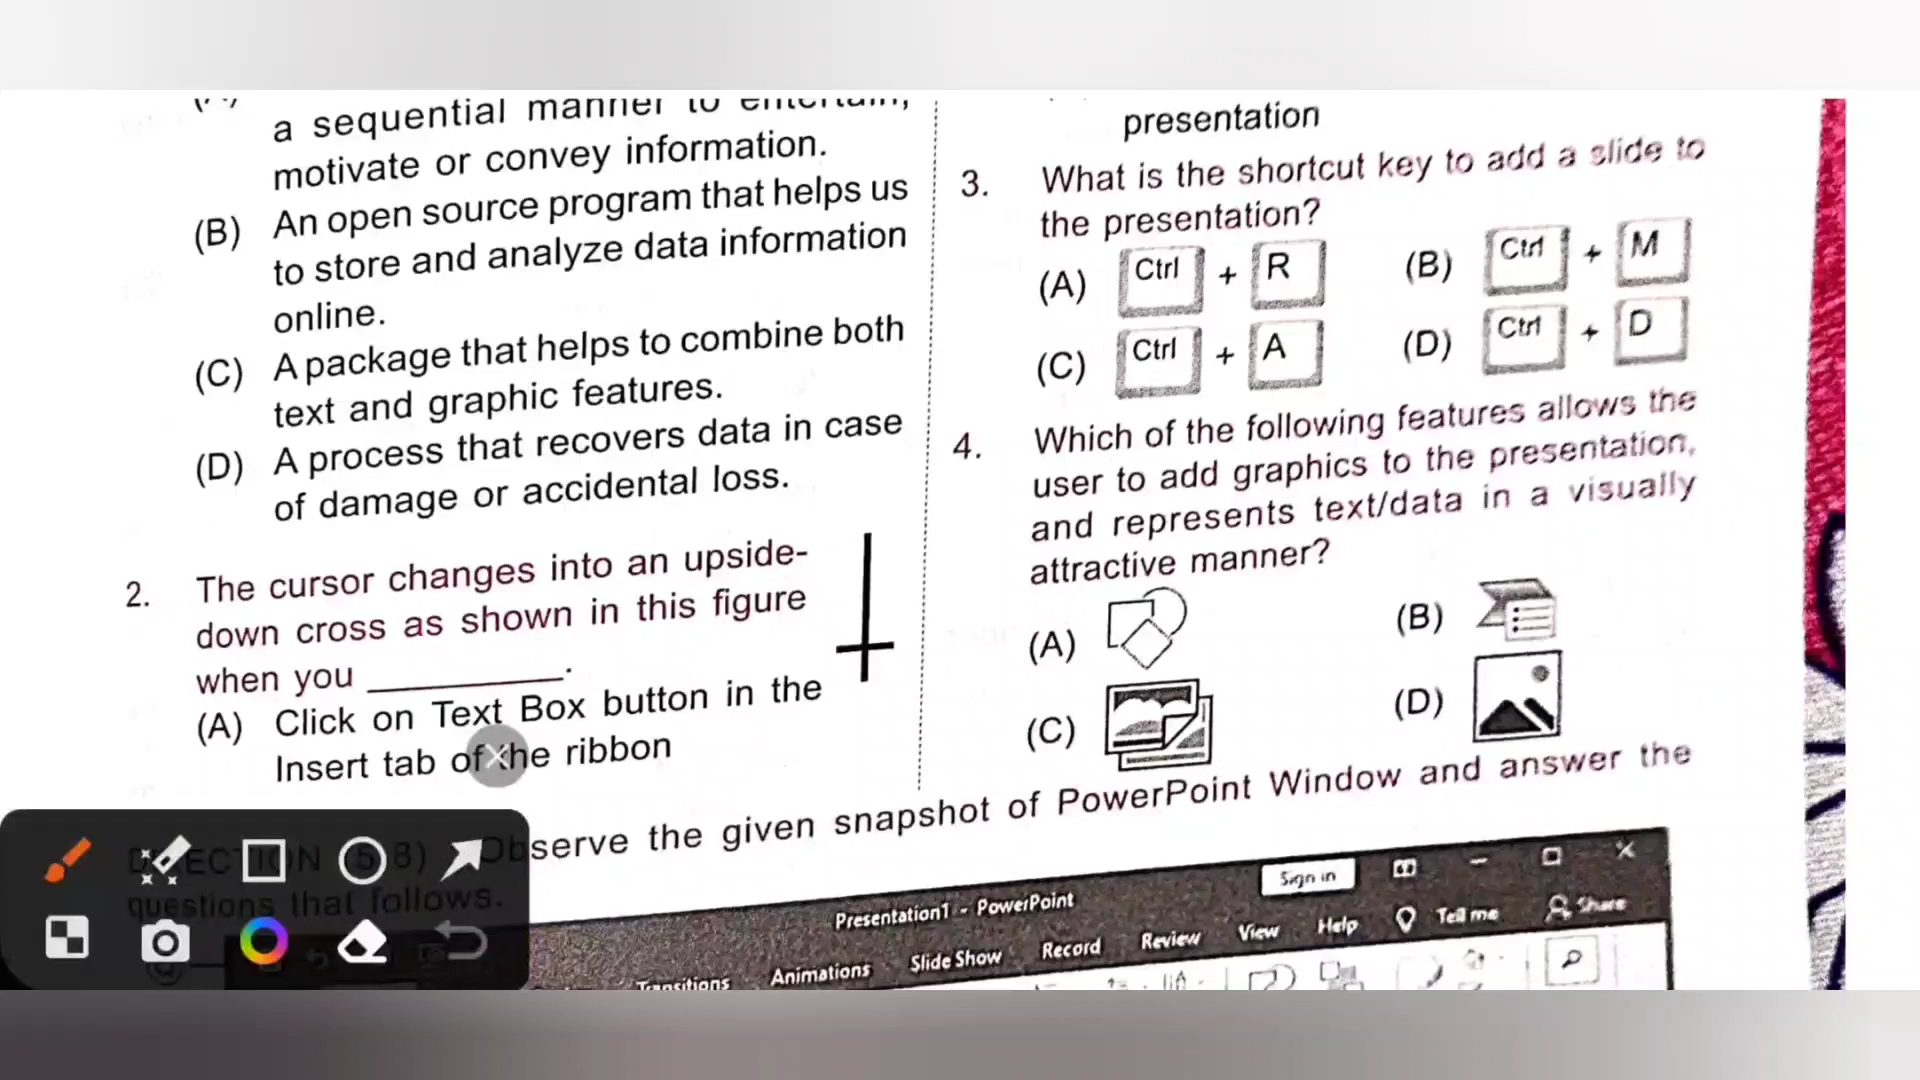 a sequential manner to entertain,
motivate or convey information.
(B) An open source program that helps us
to store and analyze data information
online.
(C) A package that helps to combine both
text and graphic features.
(D) A process that recovers data in case
of damage or accidental loss.
2. The cursor changes into an upside-
down cross as shown in this figure
when you __________.
(A) Click on Text Box button in the
Insert tab of the ribbon
presentation
3. What is the shortcut key to add a slide to
the presentation?
(A) Ctrl + R (B) Ctrl + M
(C) Ctrl + A (D) Ctrl + D
4. Which of the following features allows the
user to add graphics to the presentation,
and represents text/data in a visually
attractive manner?
(A) (B)
(C) (D)
Observe the given snapshot of PowerPoint Window and answer the
questions that follows.
Presentation1 - PowerPoint Sign in
Transitions Animations Slide Show Record Review View Help Tell me Share